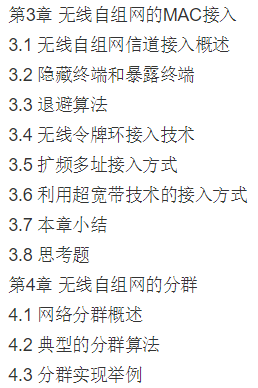 第3章 无线自组网的MAC接入
3.1 无线自组网信道接入概述
3.2 隐藏终端和暴露终端
3.3 退避算法
3.4 无线令牌环接入技术
3.5 扩频多址接入方式
3.6 利用超宽带技术的接入方式
3.7 本章小结
3.8 思考题
第4章 无线自组网的分群
4.1 网络分群概述
4.2 典型的分群算法
4.3 分群实现举例